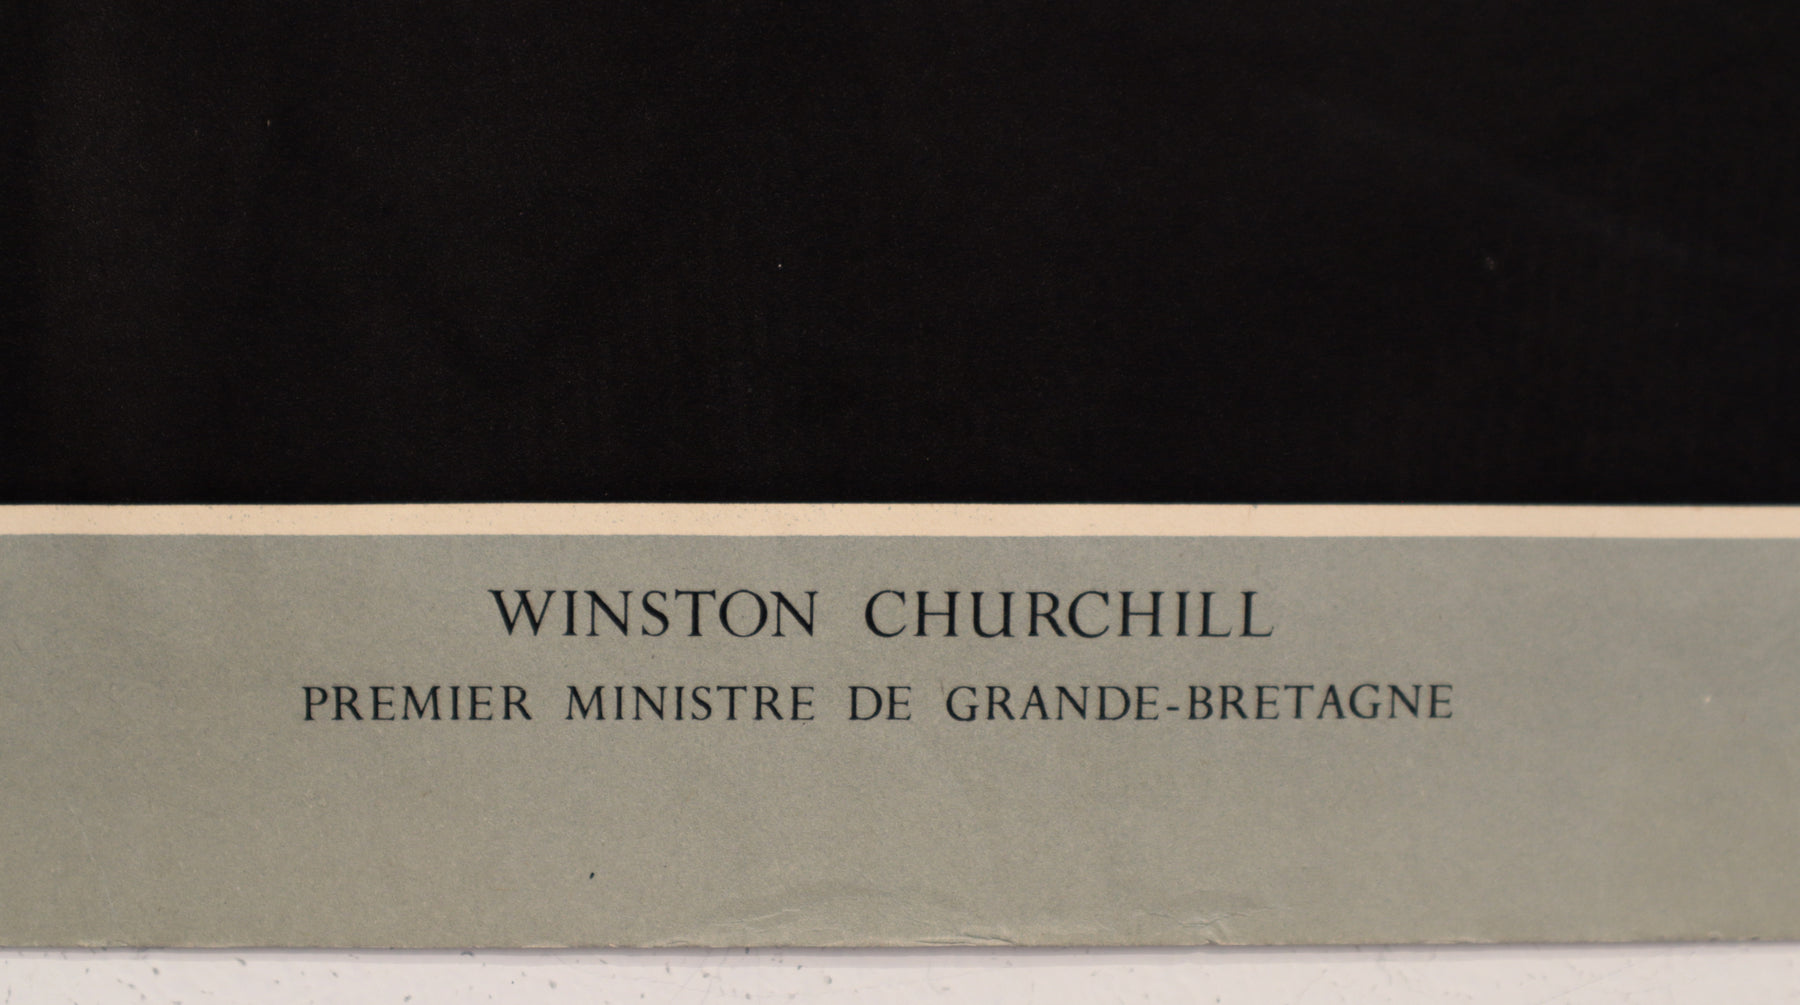 WINSTON CHURCHILL
PREMIER MINISTRE DE GRANDE-BRETAGNE